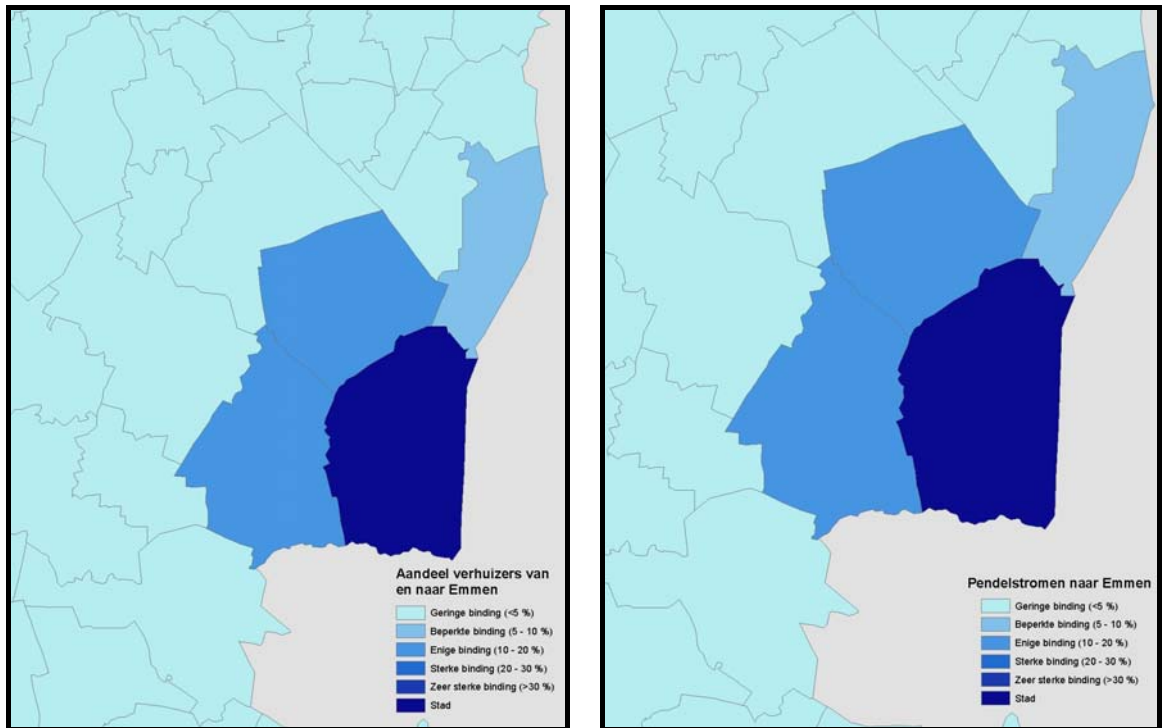 Aandeel verhuizers van
en naar Emmen
Geringe binding (<5 %)
Beperkte binding (5 - 10 %)
Enige binding (10 - 20 %)
Sterke binding (20 - 30 %)
Zeer sterke binding (>30 %)
Stad
Pendelstromen naar Emmen
Geringe binding (<5 %)
Beperkte binding (5 - 10 %)
Enige binding (10 - 20 %)
Sterke binding (20 - 30 %)
Zeer sterke binding (>30 %)
Stad